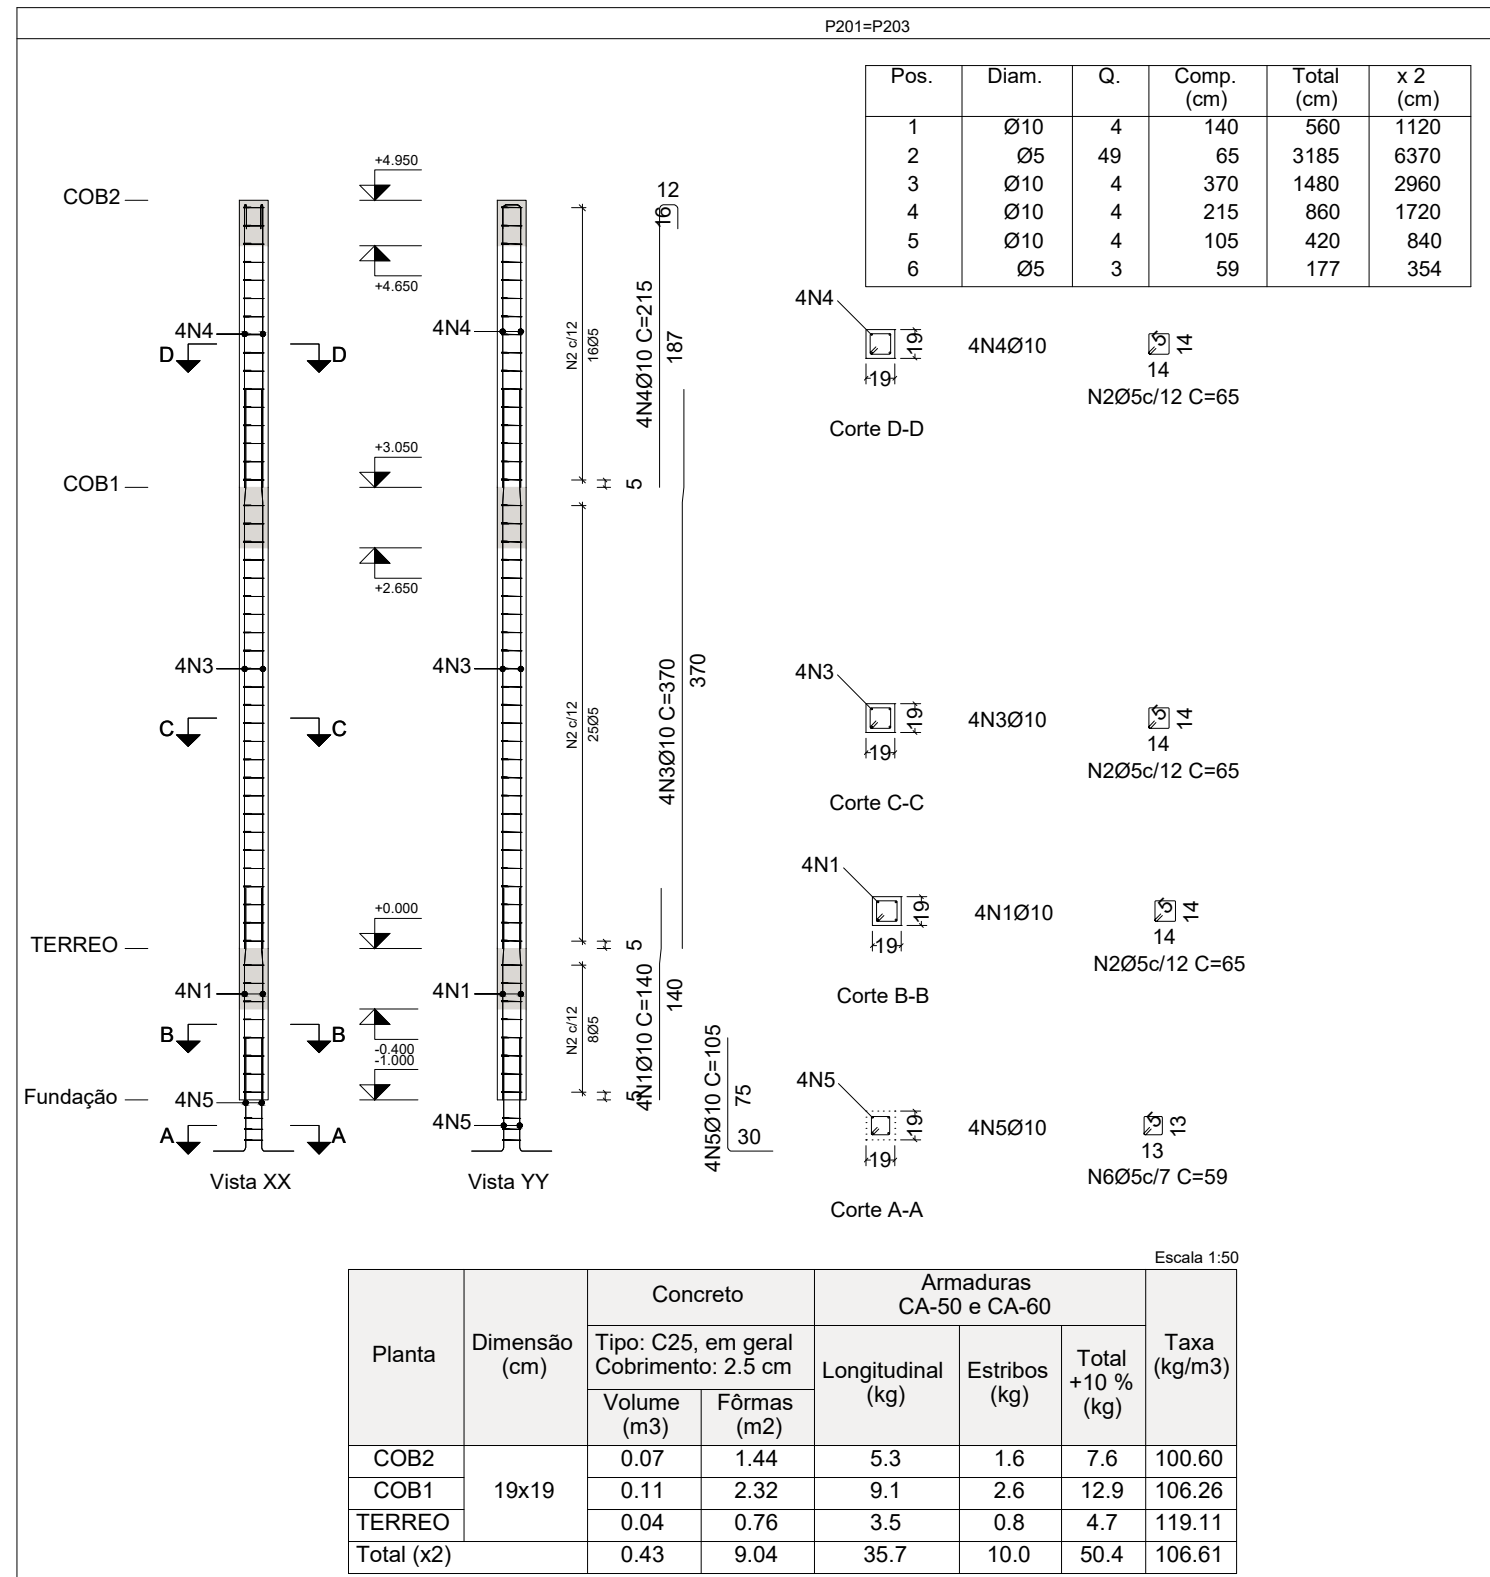 P201=P203
Pos. Diam. Q. Comp. (cm) Total (cm) x 2 (cm)
1 Ø10 4 140 560 1120
2 Ø5 49 65 3185 6370
3 Ø10 4 370 1480 2960
4 Ø10 4 215 860 1720
5 Ø10 4 105 420 840
6 Ø5 3 59 177 354
COB2
+4.950
+4.650
4N4
4N4
D D
COB1
+3.050
+2.650
4N3
4N3
C C
TERREO
+0.000
4N1
4N1
-0.400
B B
-1.000
Fundação
4N5
4N5
A A
Vista XX
Vista YY
N2 c/12
16Ø5
5
N2 c/12
25Ø5
5
N2 c/12
8Ø5
5
12
16
4N4Ø10 C=215
187
4N3Ø10 C=370
370
4N1Ø10 C=140
140
4N5Ø10 C=105
75
30
4N4
19
19
4N4Ø10
5
14
14
N2Ø5c/12 C=65
Corte D-D
4N3
19
19
4N3Ø10
5
14
14
N2Ø5c/12 C=65
Corte C-C
4N1
19
19
4N1Ø10
5
14
14
N2Ø5c/12 C=65
Corte B-B
4N5
19
19
4N5Ø10
5
13
13
N6Ø5c/7 C=59
Corte A-A
Escala 1:50
Planta
Dimensão
(cm)
Concreto
Tipo: C25, em geral
Cobrimento: 2.5 cm
Volume
(m3)
Fôrmas
(m2)
Armaduras
CA-50 e CA-60
Longitudinal
(kg)
Estribos
(kg)
Total
+10 %
(kg)
Taxa
(kg/m3)
COB2 0.07 1.44 5.3 1.6 7.6 100.60
COB1 19x19 0.11 2.32 9.1 2.6 12.9 106.26
TERREO 0.04 0.76 3.5 0.8 4.7 119.11
Total (x2) 0.43 9.04 35.7 10.0 50.4 106.61